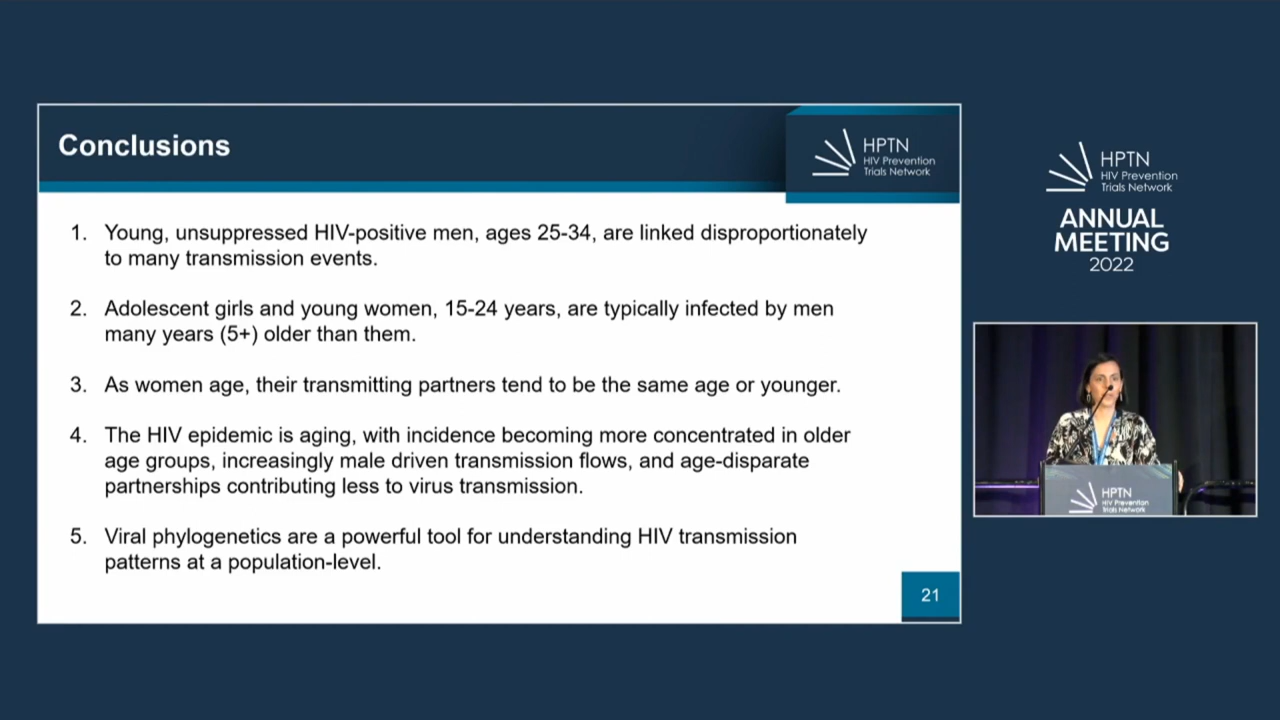 Conclusions
HPTN
HIV Prevention
Trials Network
1. Young, unsuppressed HIV-positive men, ages 25-34, are linked disproportionately
to many transmission events.
2. Adolescent girls and young women, 15-24 years, are typically infected by men
many years (5+) older than them.
3. As women age, their transmitting partners tend to be the same age or younger.
4. The HIV epidemic is aging, with incidence becoming more concentrated in older
age groups, increasingly male driven transmission flows, and age-disparate
partnerships contributing less to virus transmission.
5. Viral phylogenetics are a powerful tool for understanding HIV transmission
patterns at a population-level.
21
HPTN
HIV Prevention
Trials Network
ANNUAL
MEETING
2022
HPTN
HIV Prevention
Trials Network